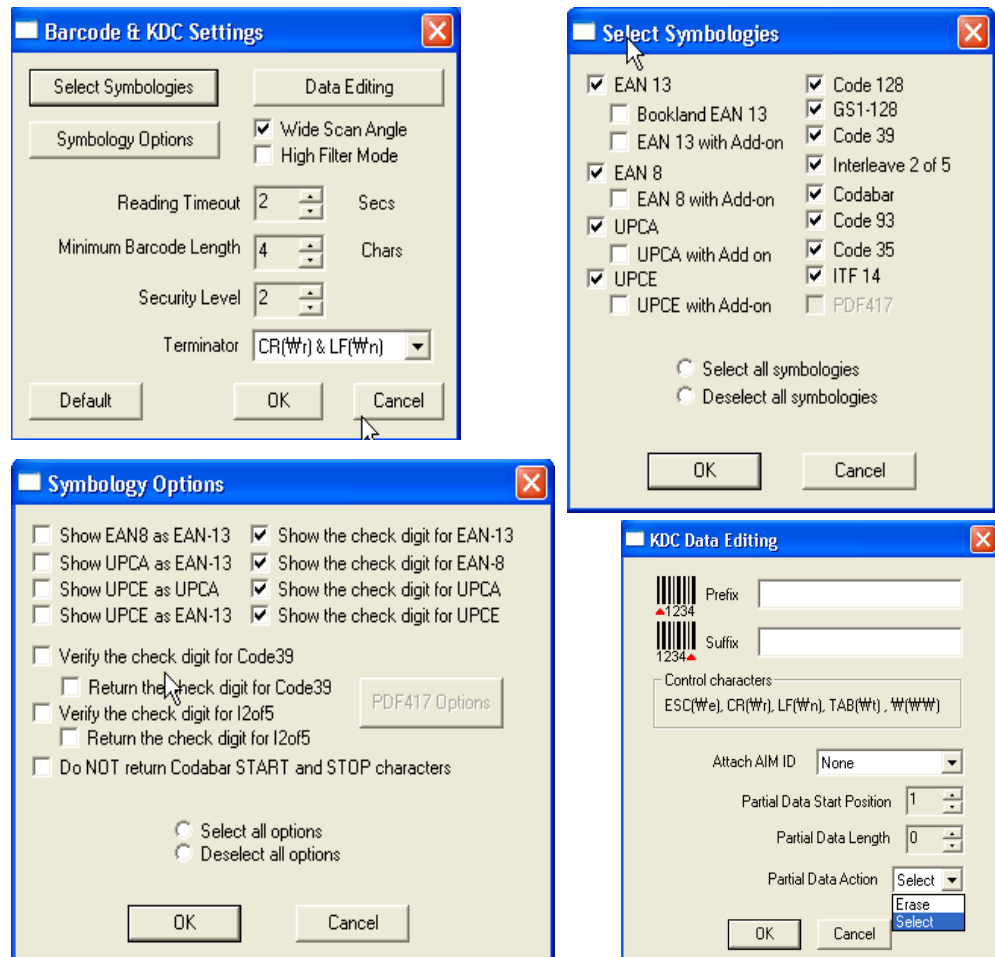 Barcode & KDC Settings
Select Symbologies
Data Editing
Symbology Options
Wide Scan Angle
High Filter Mode
Reading Timeout 2 Secs
Minimum Barcode Length 4 Chars
Security Level 2
Terminator CR(₩r) & LF(₩n)
Default OK Cancel
Select Symbologies
EAN 13
Bookland EAN 13
EAN 13 with Add-on
EAN 8
EAN 8 with Add-on
UPCA
UPCA with Add on
UPCE
UPCE with Add-on
Code 128
GS1-128
Code 39
Interleave 2 of 5
Codabar
Code 93
Code 35
ITF 14
PDF417
Select all symbologies
Deselect all symbologies
OK Cancel
Symbology Options
Show EAN8 as EAN-13 Show the check digit for EAN-13
Show UPCA as EAN-13 Show the check digit for EAN-8
Show UPCE as UPCA Show the check digit for UPCA
Show UPCE as EAN-13 Show the check digit for UPCE
Verify the check digit for Code39
Return the check digit for Code39
PDF417 Options
Verify the check digit for I2of5
Return the check digit for I2of5
Do NOT return Codabar START and STOP characters
Select all options
Deselect all options
OK Cancel
KDC Data Editing
1234 Prefix
1234 Suffix
Control characters
ESC(₩e), CR(₩r), LF(₩n), TAB(₩t) , ₩(₩₩)
Attach AIM ID None
Partial Data Start Position 1
Partial Data Length 0
Partial Data Action Select
Erase
Select
OK Cancel